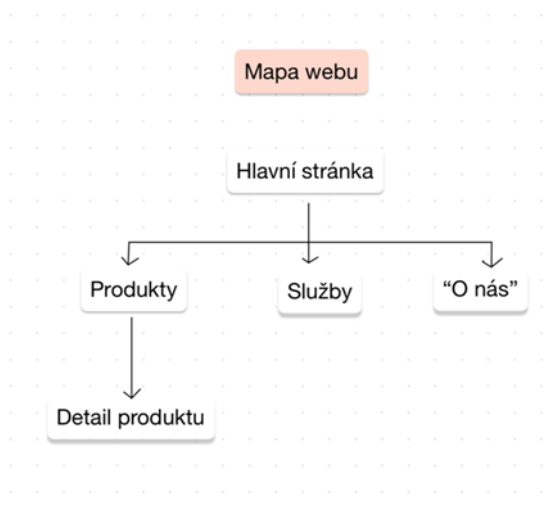 Mapa webu
Hlavní stránka
Produkty
Služby
“O nás”
Detail produktu